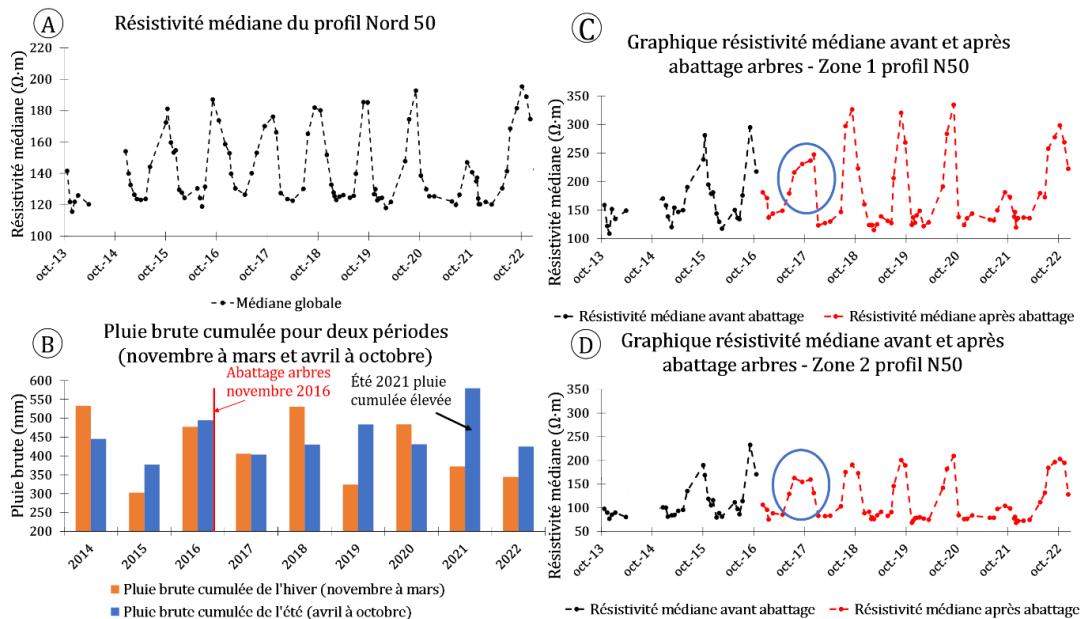 A
Résistivité médiane du profil Nord 50
Résistivité médiane (Ω·m)
220
200
180
160
140
120
100
oct.-13
oct.-14
oct.-15
oct.-16
oct.-17
oct.-18
oct.-19
oct.-20
oct.-21
oct.-22
Médiane globale
B
Pluie brute cumulée pour deux périodes
(novembre à mars et avril à octobre)
Pluie brute (mm)
600
550
500
450
400
350
300
250
200
Abattage arbres
novembre 2016
Été 2021 pluie
cumulée élevée
2014
2015
2016
2017
2018
2019
2020
2021
2022
Pluie brute cumulée de l'hiver (novembre à mars)
Pluie brute cumulée de l'été (avril à octobre)
C
Graphique résistivité médiane avant et après
abattage arbres - Zone 1 profil N50
Résistivité médiane (Ω·m)
350
300
250
200
150
100
oct.-13
oct.-14
oct.-15
oct.-16
oct.-17
oct.-18
oct.-19
oct.-20
oct.-21
oct.-22
Résistivité médiane avant abattage
Résistivité médiane après abattage
D
Graphique résistivité médiane avant et après
abattage arbres - Zone 2 profil N50
Résistivité médiane (Ω·m)
350
300
250
200
150
100
50
oct.-13
oct.-14
oct.-15
oct.-16
oct.-17
oct.-18
oct.-19
oct.-20
oct.-21
oct.-22
Résistivité médiane avant abattage
Résistivité médiane après abattage